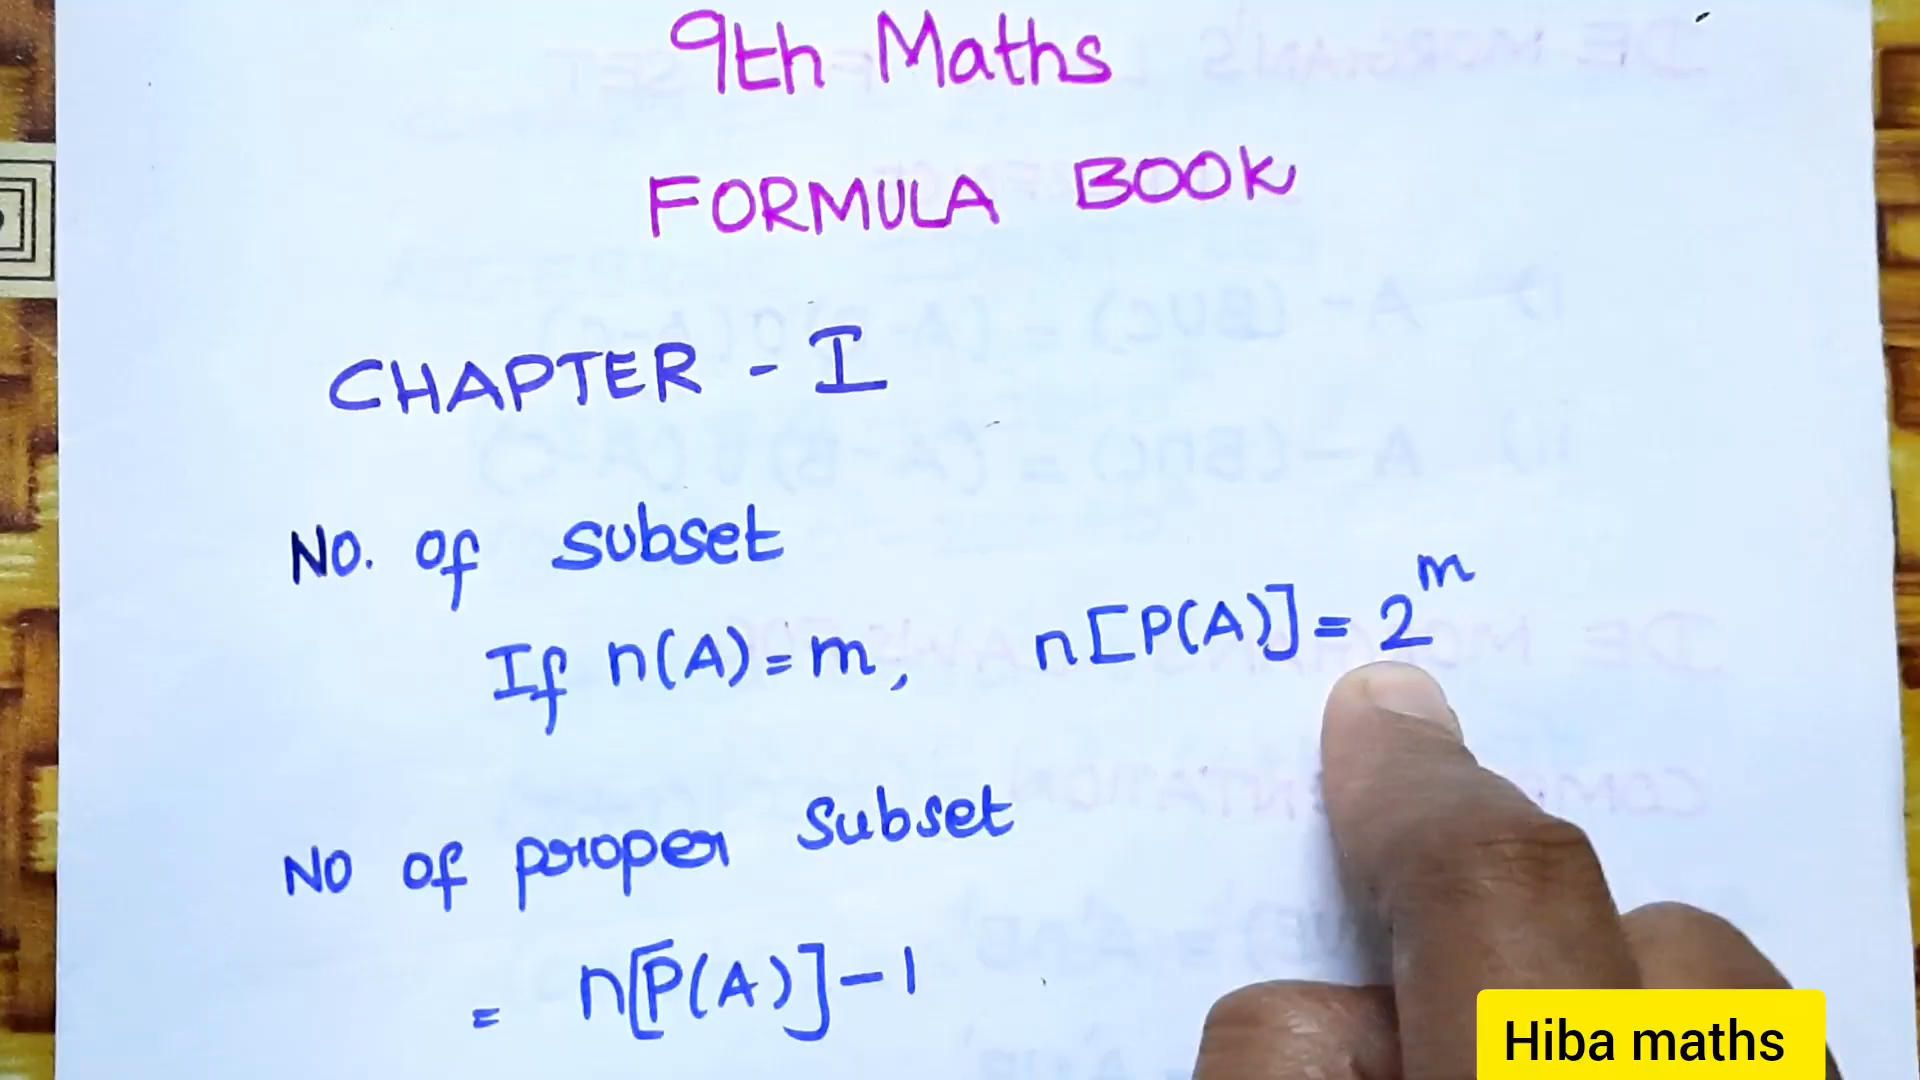 9th Maths
FORMULA BOOK
CHAPTER - I
NO. of subset
If n(A)=m, n[P(A)]=2^m
NO of proper subset
= n[P(A)]-1
Hiba maths